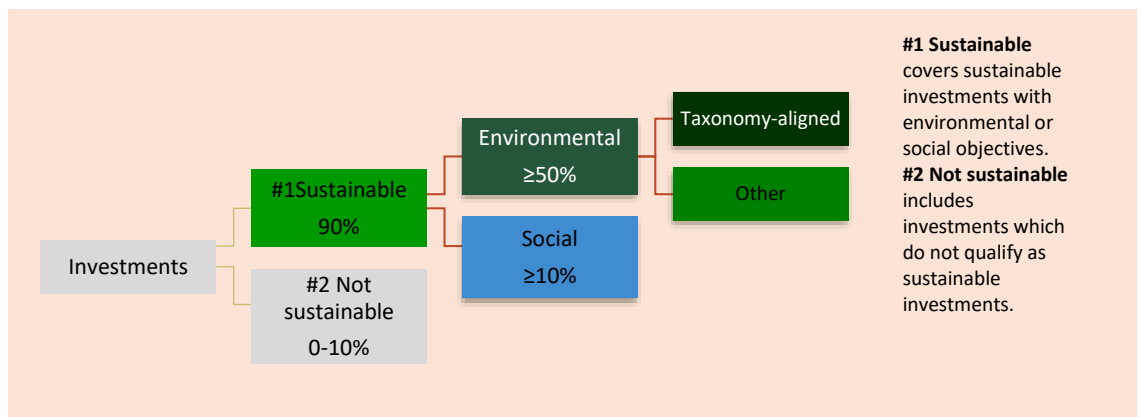 Investments
#1Sustainable
90%
#2 Not
sustainable
0-10%
Environmental
≥50%
Social
≥10%
Taxonomy-aligned
Other
#1 Sustainable
covers sustainable
investments with
environmental or
social objectives.
#2 Not sustainable
includes
investments which
do not qualify as
sustainable
investments.